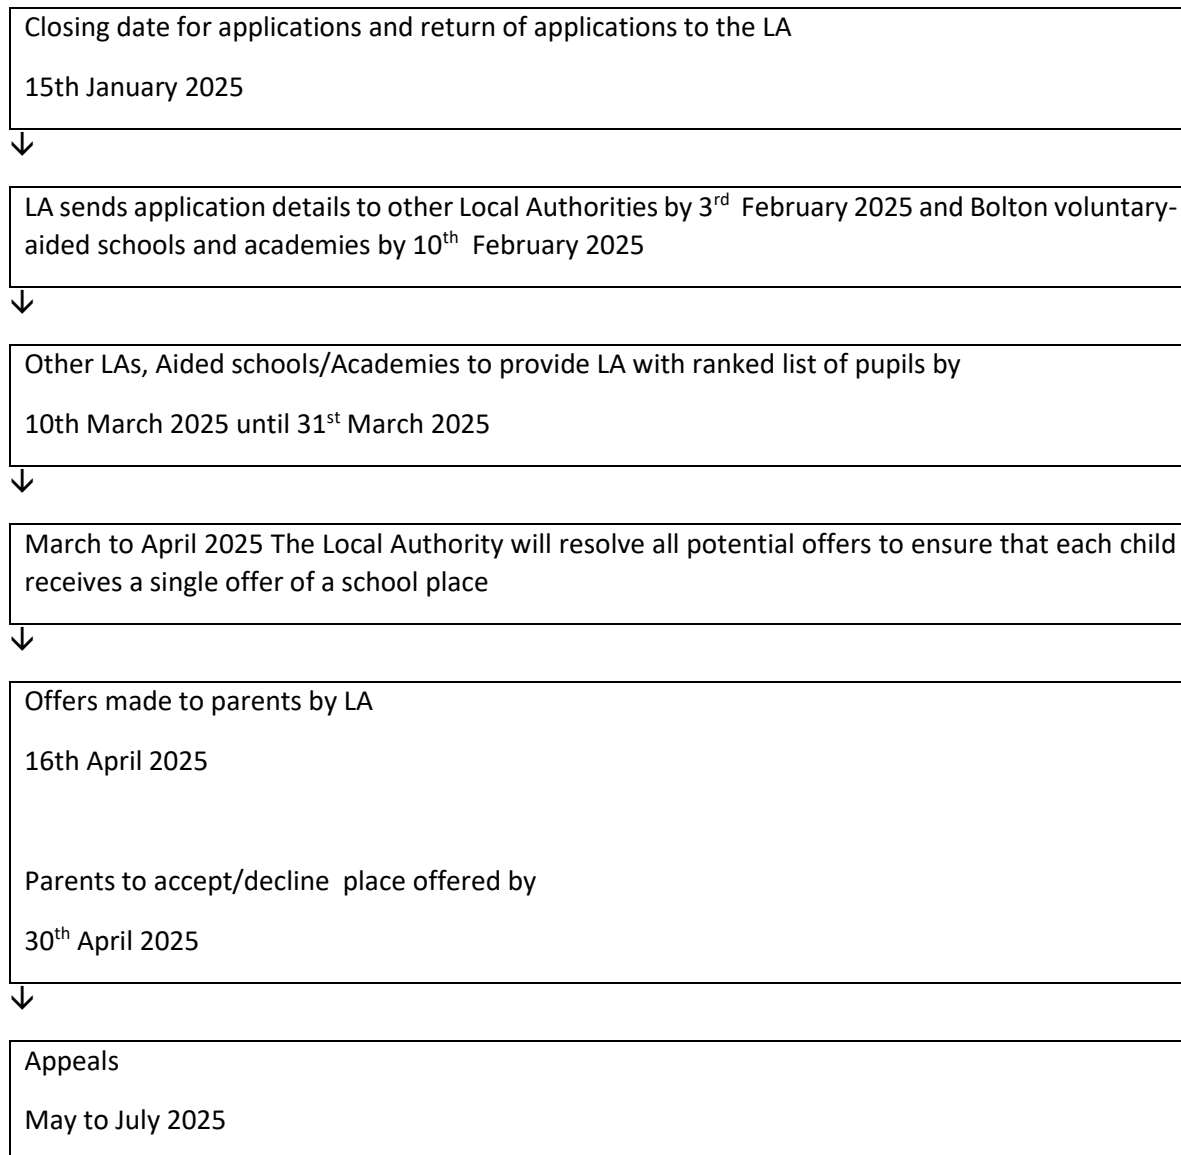 Closing date for applications and return of applications to the LA
15th January 2025
↓
LA sends application details to other Local Authorities by 3rd February 2025 and Bolton voluntary-
aided schools and academies by 10th February 2025
↓
Other LAs, Aided schools/Academies to provide LA with ranked list of pupils by
10th March 2025 until 31st March 2025
↓
March to April 2025 The Local Authority will resolve all potential offers to ensure that each child
receives a single offer of a school place
↓
Offers made to parents by LA
16th April 2025
Parents to accept/decline place offered by
30th April 2025
↓
Appeals
May to July 2025